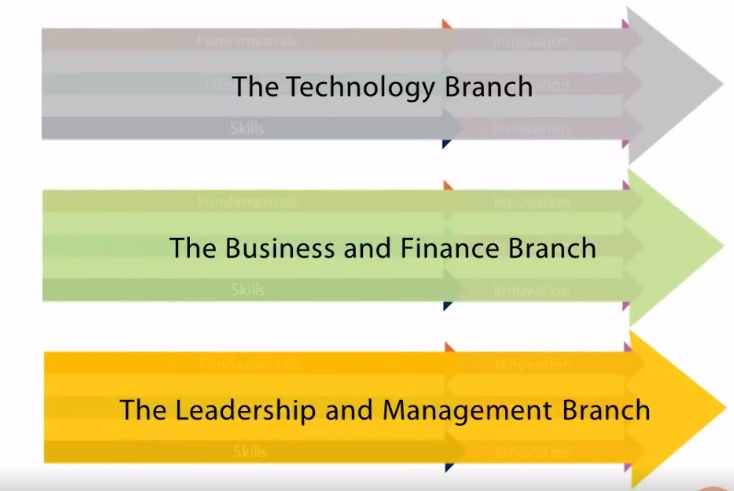 Fundamentals Innovation
The Technology Branch
Skills Innovation
Fundamentals Innovation
The Business and Finance Branch
Skills Innovation
Fundamentals Innovation
The Leadership and Management Branch
Skills Innovation